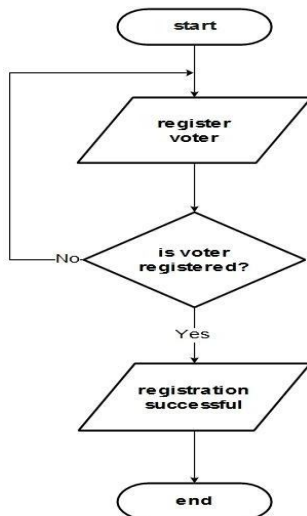 start
register
voter
is voter
registered?
No
Yes
registration
successful
end